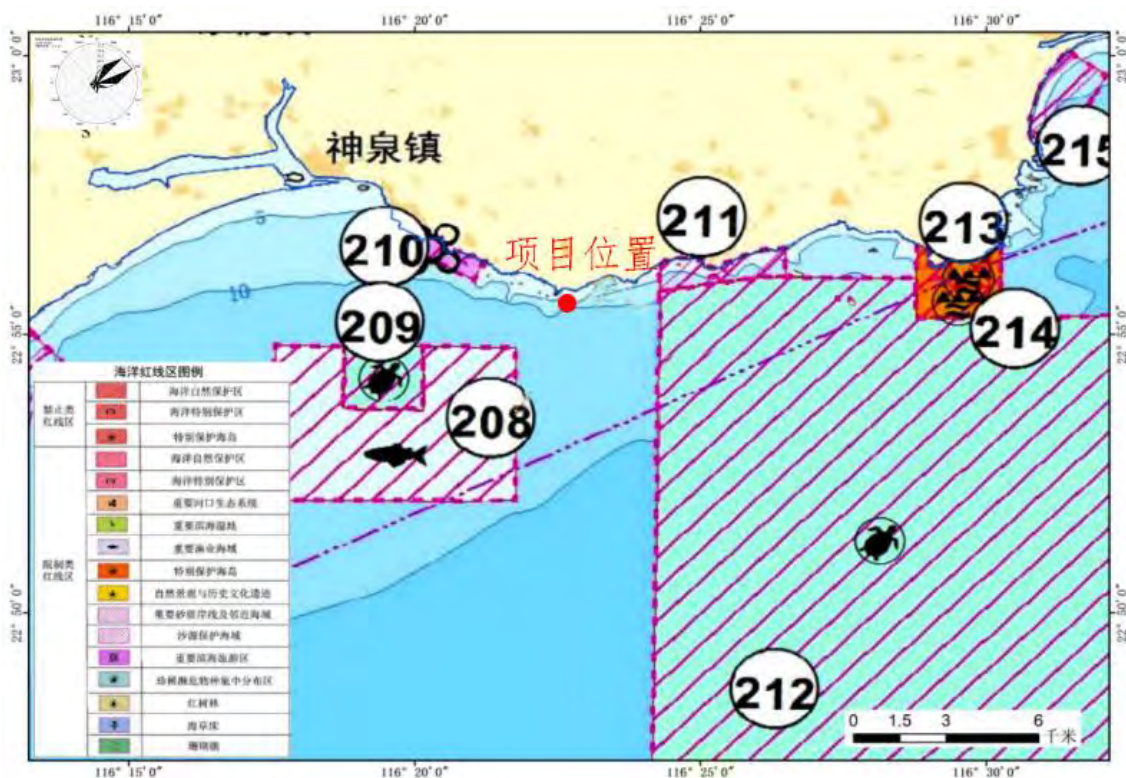 116°15′0″
116°20′0″
116°25′0″
116°30′0″
23°0′0″
23°0′0″
神泉镇
215
5
210
211
213
项目位置
10
209
214
22°55′0″
22°55′0″
208
海洋红线区图例
禁止类
红线区
海洋自然保护区
海洋特别保护区
特别保护海岛
限制类
红线区
海洋自然保护区
海洋特别保护区
重要河口生态系统
重要滨海湿地
重要渔业海域
特别保护海岛
自然景观与历史文化遗迹
重要砂质岸线及邻近海域
沙源保护海域
重要滨海旅游区
珍稀濒危物种集中分布区
红树林
海草床
珊瑚礁
22°50′0″
22°50′0″
212
0 1.5 3 6
千米
116°15′0″
116°20′0″
116°25′0″
116°30′0″